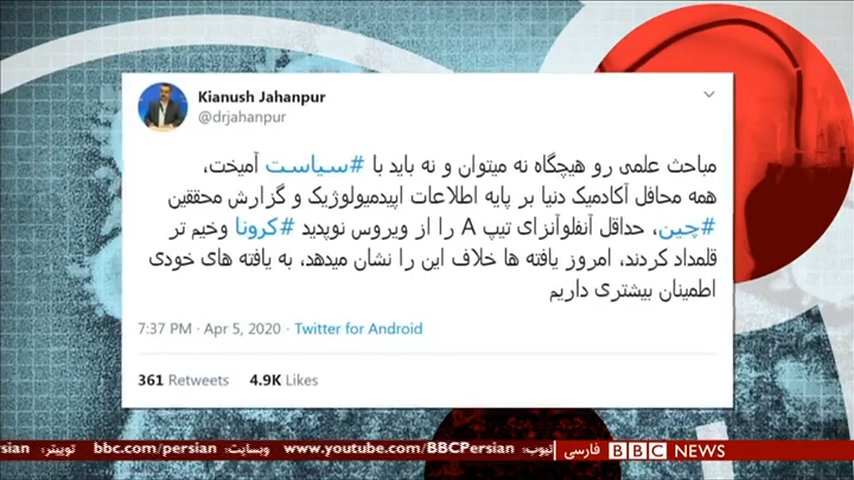 Kianush Jahanpur
@drjahanpur
مباحث علمی رو هیچگاه نه میتوان و نه باید با #سیاست آمیخت،
همه محافل آکادمیک دنیا بر پایه اطلاعات اپیدمیولوژیک و گزارش محققین
#چین، حداقل آنفلوآنزای تیپ A را از ویروس نوپدید #کرونا وخیم تر
قلمداد کردند، امروز یافته ها خلاف این را نشان میدهد، به یافته های خودی
اطمینان بیشتری داریم
7:37 PM · Apr 5, 2020 · Twitter for Android
361 Retweets 4.9K Likes
sian توییتر: bbc.com/persian وبسایت: www.youtube.com/BBCPersian تیوب: فارسی BBC NEWS